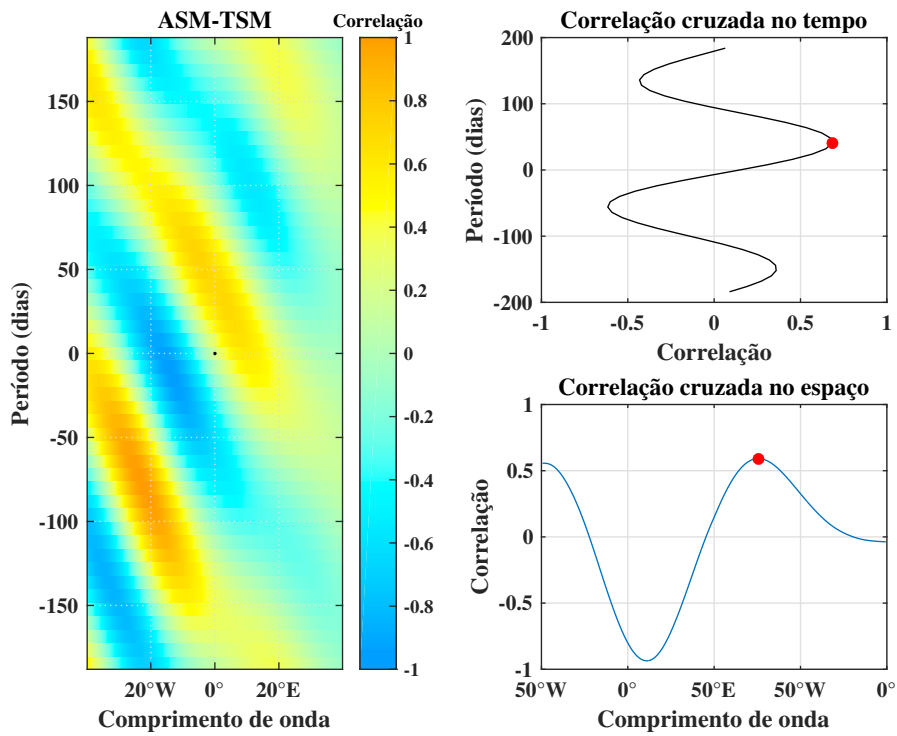 ASM-TSM
Correlação
Período (dias)
150
100
50
0
-50
-100
-150
20°W
0°
20°E
Comprimento de onda
1
0.8
0.6
0.4
0.2
0
-0.2
-0.4
-0.6
-0.8
-1
Correlação cruzada no tempo
Período (dias)
200
100
0
-100
-200
-1
-0.5
0
0.5
1
Correlação
Correlação cruzada no espaço
Correlação
1
0.5
0
-0.5
-1
50°W
0°
50°E
50°W
0°
Comprimento de onda